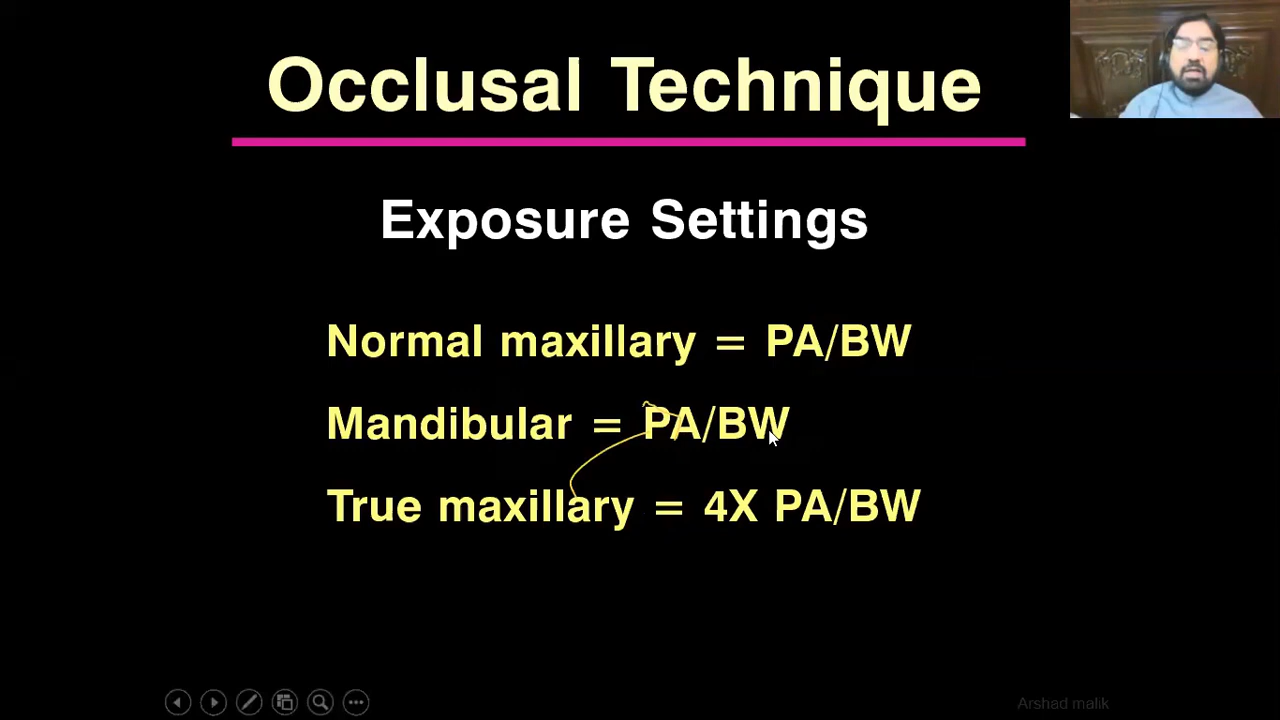 Occlusal Technique
Exposure Settings
Normal maxillary = PA/BW
Mandibular = PA/BW
True maxillary = 4X PA/BW
Arshad malik